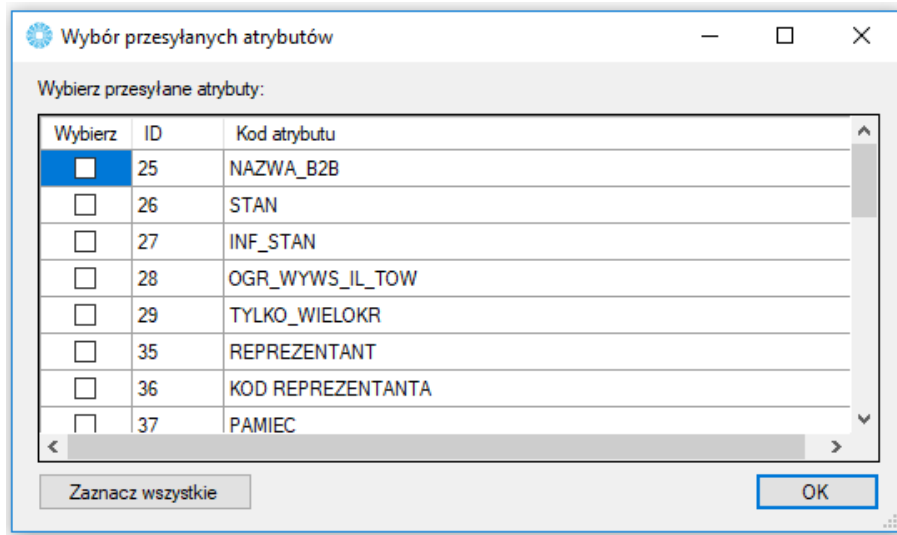 Wybór przesyłanych atrybutów
Wybierz przesyłane atrybuty:
Wybierz ID Kod atrybutu
25 NAZWA_B2B
26 STAN
27 INF_STAN
28 OGR_WYWS_IL_TOW
29 TYLKO_WIELOKR
35 REPREZENTANT
36 KOD REPREZENTANTA
37 PAMIEC
Zaznacz wszystkie OK